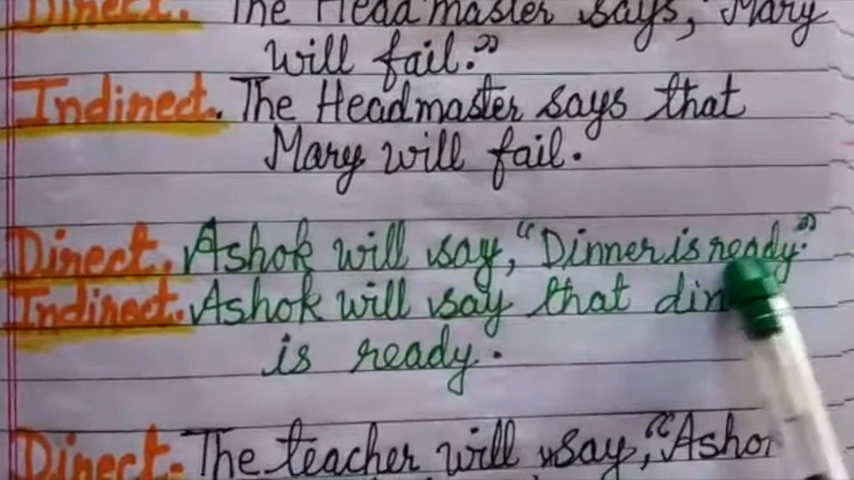 Direct. The Headmaster says, "Mary
will fail."
Indirect. The Headmaster says that
Mary will fail.
Direct. Ashok will say, "Dinner is ready."
Indirect. Ashok will say that
is ready.
Direct. The teacher will say, "